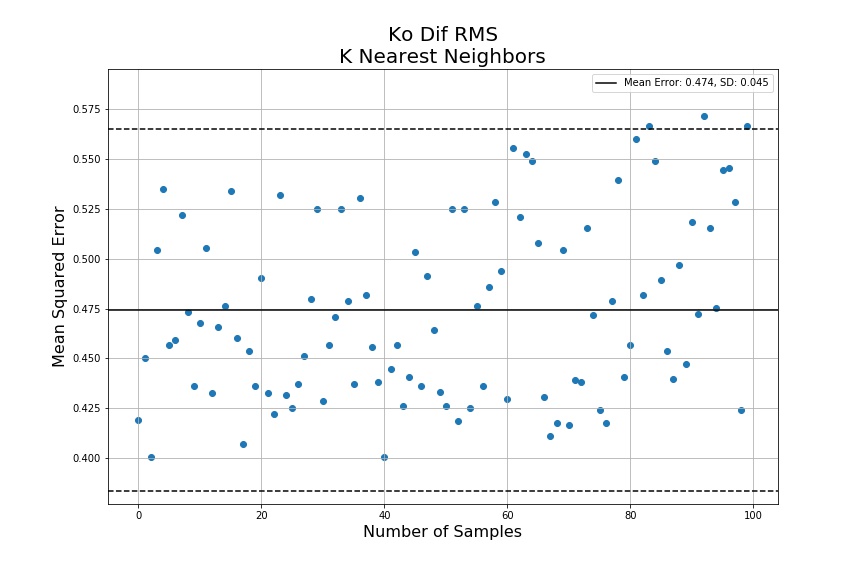 Ko Dif RMS
K Nearest Neighbors
Mean Error: 0.474, SD: 0.045
Mean Squared Error
0.575
0.550
0.525
0.500
0.475
0.450
0.425
0.400
0 20 40 60 80 100
Number of Samples